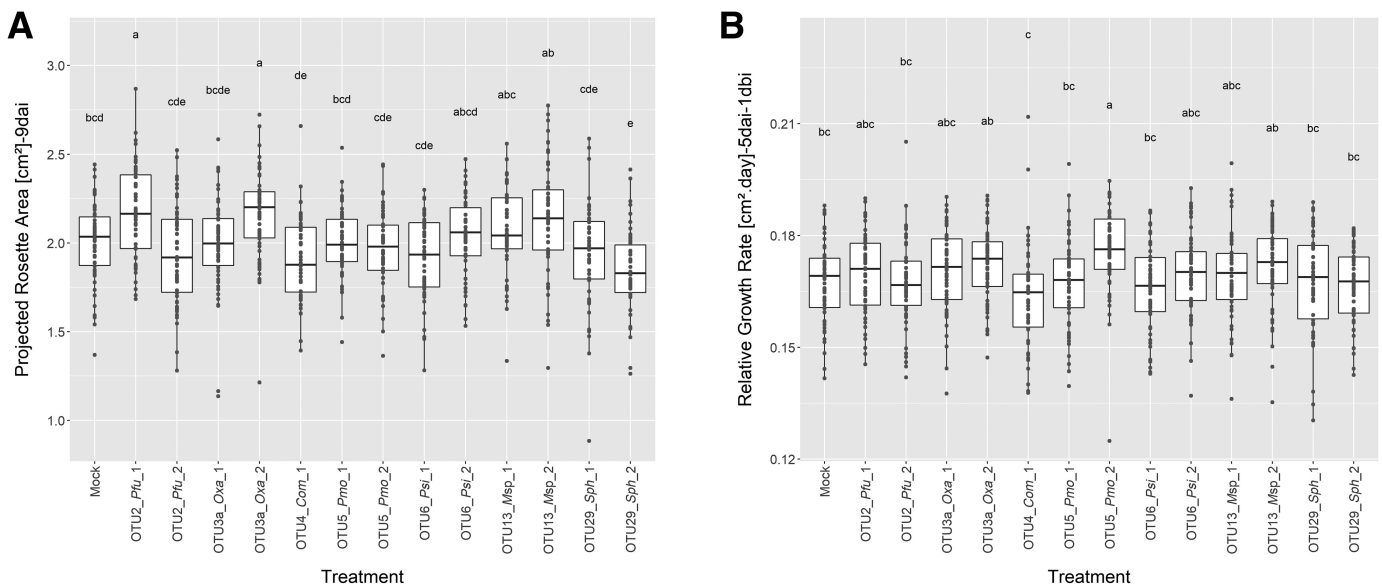 A
Projected Rosette Area [cm²]-9dai
3.0
2.5
2.0
1.5
1.0
bcd
a
cde
bcde
a
de
bcd
cde
cde
abcd
abc
ab
cde
e
Mock
OTU2_Pfu_1
OTU2_Pfu_2
OTU3a_Oxa_1
OTU3a_Oxa_2
OTU4_Com_1
OTU5_Pmo_1
OTU5_Pmo_2
OTU6_Psi_1
OTU6_Psi_2
OTU13_Msp_1
OTU13_Msp_2
OTU29_Sph_1
OTU29_Sph_2
Treatment
B
Relative Growth Rate [cm².day]-5dai-1dbi
0.21
0.18
0.15
0.12
bc
abc
bc
abc
ab
c
bc
a
bc
abc
abc
ab
bc
bc
Mock
OTU2_Pfu_1
OTU2_Pfu_2
OTU3a_Oxa_1
OTU3a_Oxa_2
OTU4_Com_1
OTU5_Pmo_1
OTU5_Pmo_2
OTU6_Psi_1
OTU6_Psi_2
OTU13_Msp_1
OTU13_Msp_2
OTU29_Sph_1
OTU29_Sph_2
Treatment